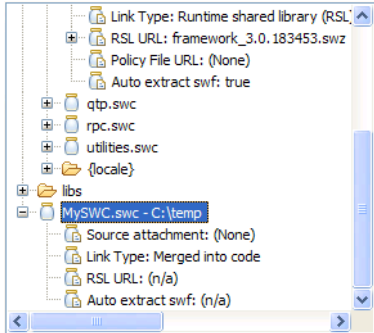 Link Type: Runtime shared library (RSL)
RSL URL: framework_3.0.183453.swz
Policy File URL: (None)
Auto extract swf: true
qtp.swc
rpc.swc
utilities.swc
{locale}
libs
MySWC.swc - C:\temp
Source attachment: (None)
Link Type: Merged into code
RSL URL: (n/a)
Auto extract swf: (n/a)